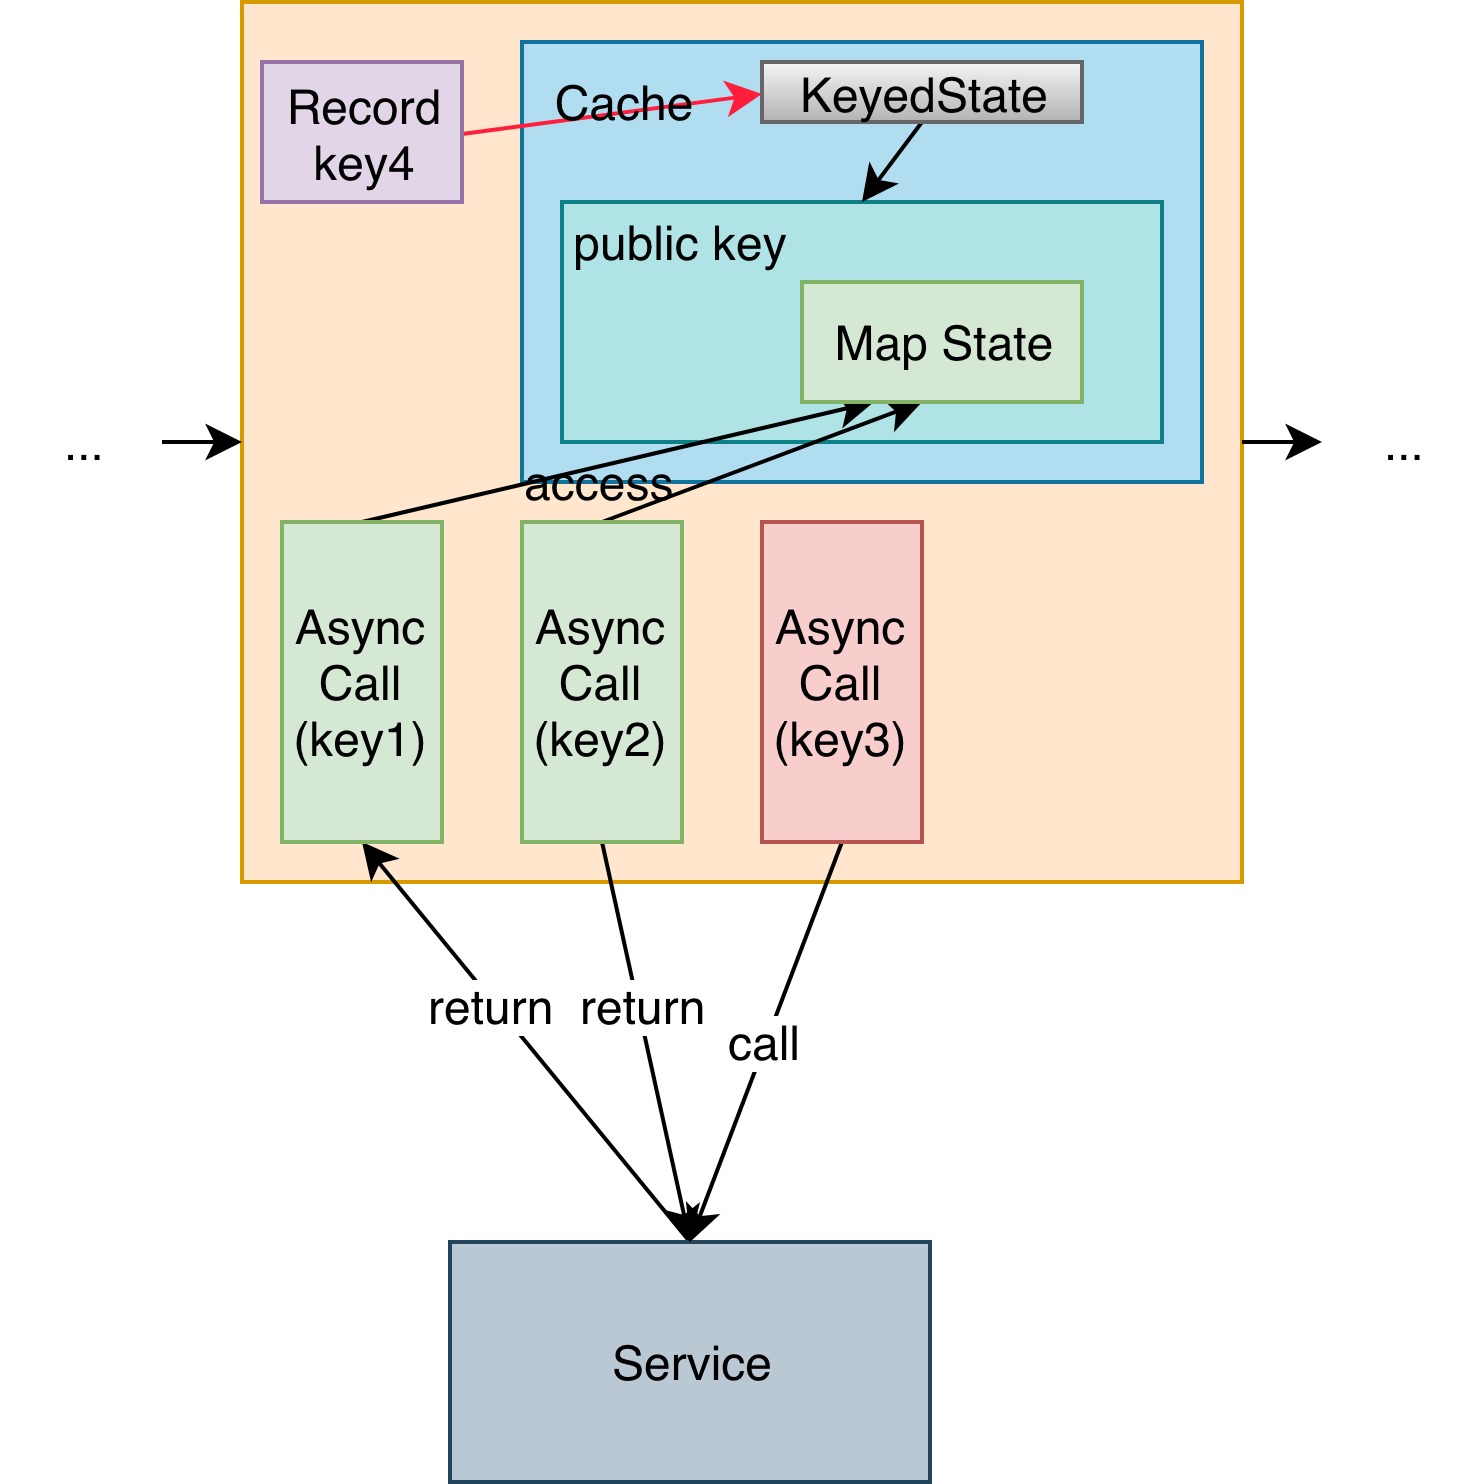 Record
key4
Cache
KeyedState
public key
Map State
...
...
access
Async
Call
(key1)
Async
Call
(key2)
Async
Call
(key3)
return
return
call
Service